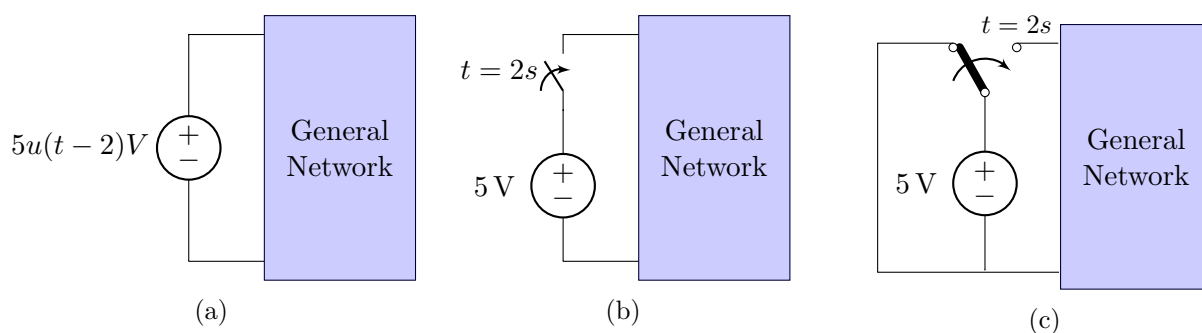 5u(t − 2)V
+
−
General
Network
(a)
t = 2s
5 V
+
−
General
Network
(b)
t = 2s
5 V
+
−
General
Network
(c)